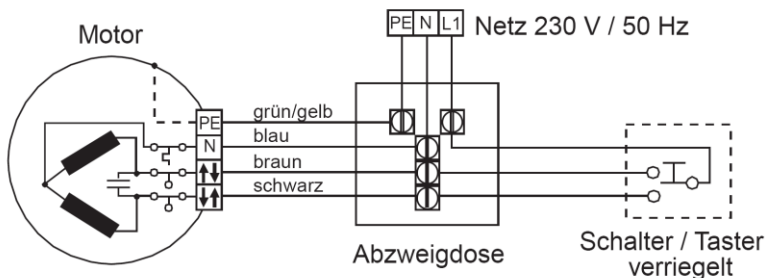 PE N L1 Netz 230 V / 50 Hz
Motor
PE grün/gelb
N blau
braun
schwarz
Abzweigdose
Schalter / Taster
verriegelt